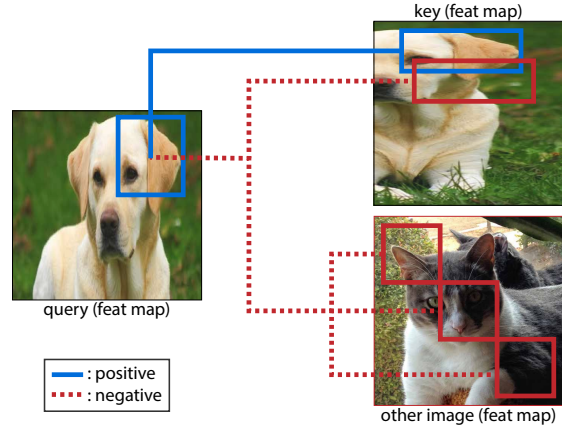 key (feat map)
query (feat map)
: positive
: negative
other image (feat map)